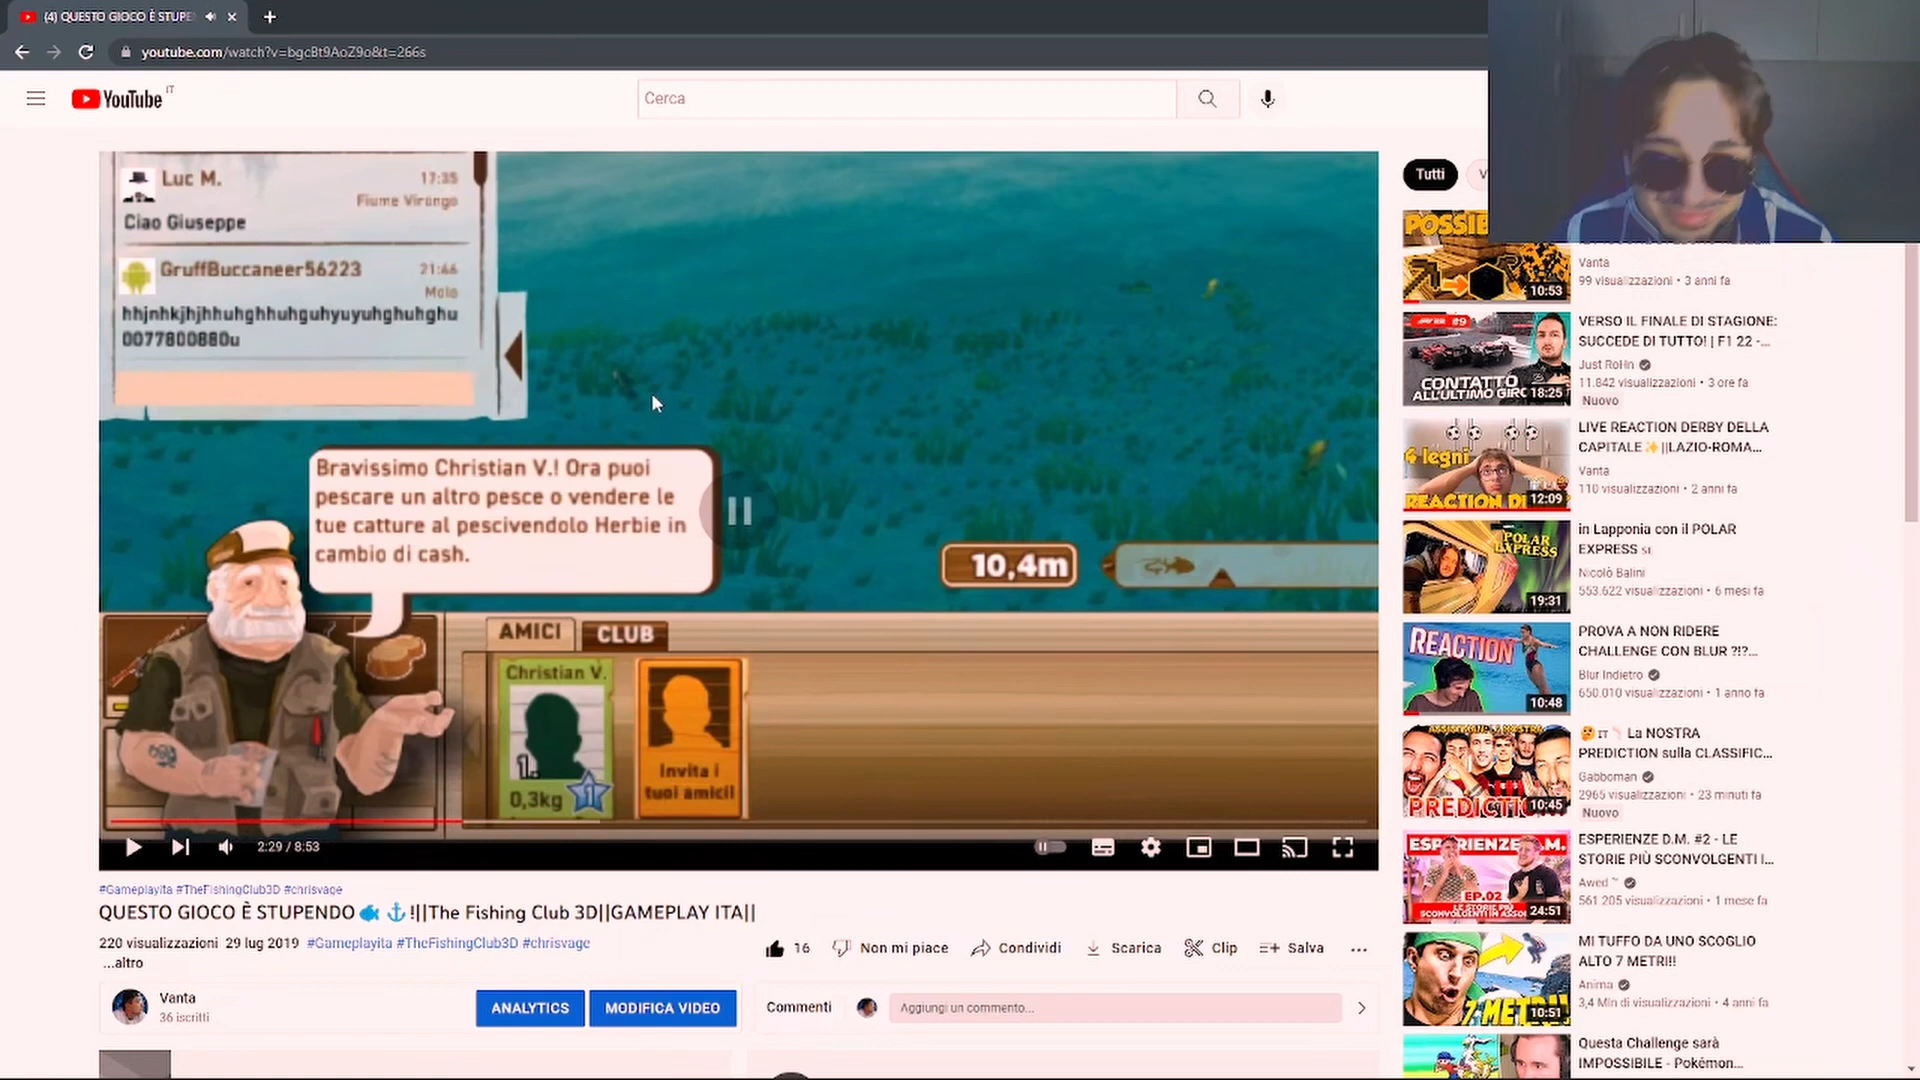 (4) QUESTO GIOCO È STUPE
youtube.com/watch?v=bgcBt9AoZ9o&t=266s
YouTube IT
Cerca
Luc M. 17:35
Fiume Virongo
Ciao Giuseppe
GruffBuccaneer56223 21:46
Molo
hhjnhkjhjhhuhghhuhguhyuyuhghuhghu
0077800880u
Bravissimo Christian V.! Ora puoi
pescare un altro pesce o vendere le
tue catture al pescivendolo Herbie in
cambio di cash.
10,4m
AMICI CLUB
Christian V.
1.
0,3kg 1
Invita i
tuoi amici!
2:29 / 8:53
#Gameplayita #TheFishingClub3D #chrisvage
QUESTO GIOCO È STUPENDO🐟⚓!||The Fishing Club 3D||GAMEPLAY ITA||
220 visualizzazioni 29 lug 2019 #Gameplayita #TheFishingClub3D #chrisvage
...altro
16 Non mi piace Condividi Scarica Clip Salva
Vanta
36 iscritti
ANALYTICS MODIFICA VIDEO
Commenti Aggiungi un commento...
Tutti V
POSSIE
10:53
Vanta
99 visualizzazioni • 3 anni fa
#9
CONTATTO
ALL'ULTIMO GIRO 18:25
VERSO IL FINALE DI STAGIONE:
SUCCEDE DI TUTTO! | F1 22 -...
Just RoHn
11.842 visualizzazioni • 3 ore fa
Nuovo
4 legni
REACTION DE
12:09
LIVE REACTION DERBY DELLA
CAPITALE✨||LAZIO-ROMA...
Vanta
110 visualizzazioni • 2 anni fa
POLAR
EXPRESS
19:31
in Lapponia con il POLAR
EXPRESS
Nicolò Balini
553.622 visualizzazioni • 6 mesi fa
REACTION
10:48
PROVA A NON RIDERE
CHALLENGE CON BLUR ?!?...
Blur Indietro
650.010 visualizzazioni • 1 anno fa
PREDICTI
10:45
La NOSTRA
PREDICTION sulla CLASSIFIC...
Gabboman
2965 visualizzazioni • 23 minuti fa
Nuovo
ESPERIENZE D.M.
EP.02
LE STORIE PIÙ
SCONVOLGENTI IN ASSO
24:51
ESPERIENZE D.M. #2 - LE
STORIE PIÙ SCONVOLGENTI I...
Awed ™
561.205 visualizzazioni • 1 mese fa
7 METRI!!
10:51
MI TUFFO DA UNO SCOGLIO
ALTO 7 METRI!!
Anima
3,4 Mln di visualizzazioni • 4 anni fa
Questa Challenge sarà
IMPOSSIBILE - Pokémon...